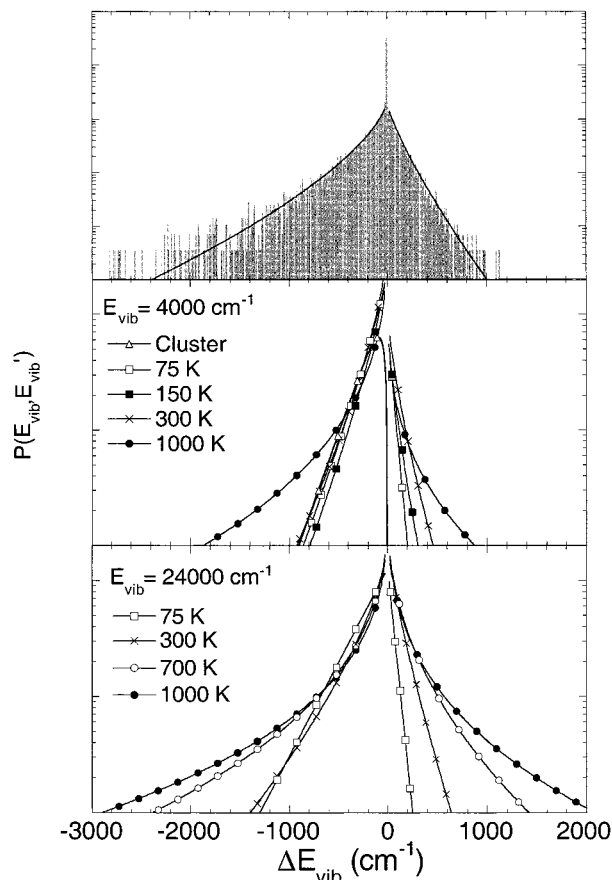 P(E_vib,E_vib')
E_vib= 4000 cm⁻¹
Cluster
75 K
150 K
300 K
1000 K
E_vib= 24000 cm⁻¹
75 K
300 K
700 K
1000 K
-3000 -2000 -1000 0 1000 2000
ΔE_vib (cm⁻¹)